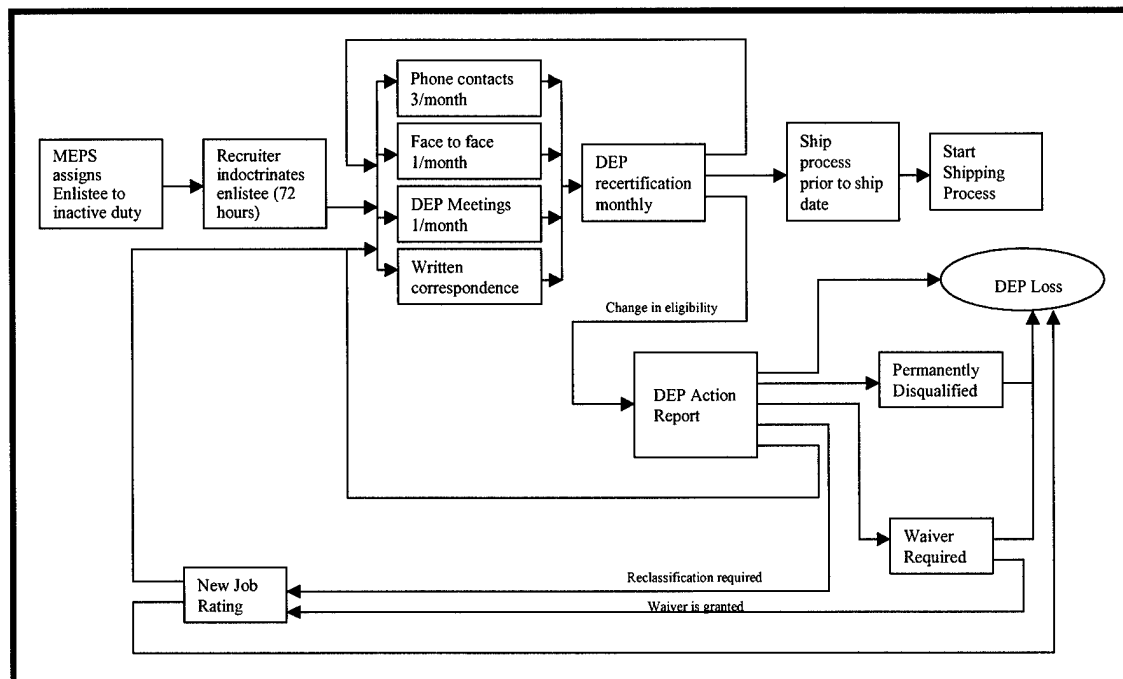 MEPS
assigns
Enlistee to
inactive duty
Recruiter
indoctrinates
enlistee (72
hours)
Phone contacts
3/month
Face to face
1/month
DEP Meetings
1/month
Written
correspondence
DEP
recertification
monthly
Ship
process
prior to ship
date
Start
Shipping
Process
DEP Loss
Change in eligibility
DEP Action
Report
Permanently
Disqualified
Waiver
Required
Reclassification required
New Job
Rating
Waiver is granted